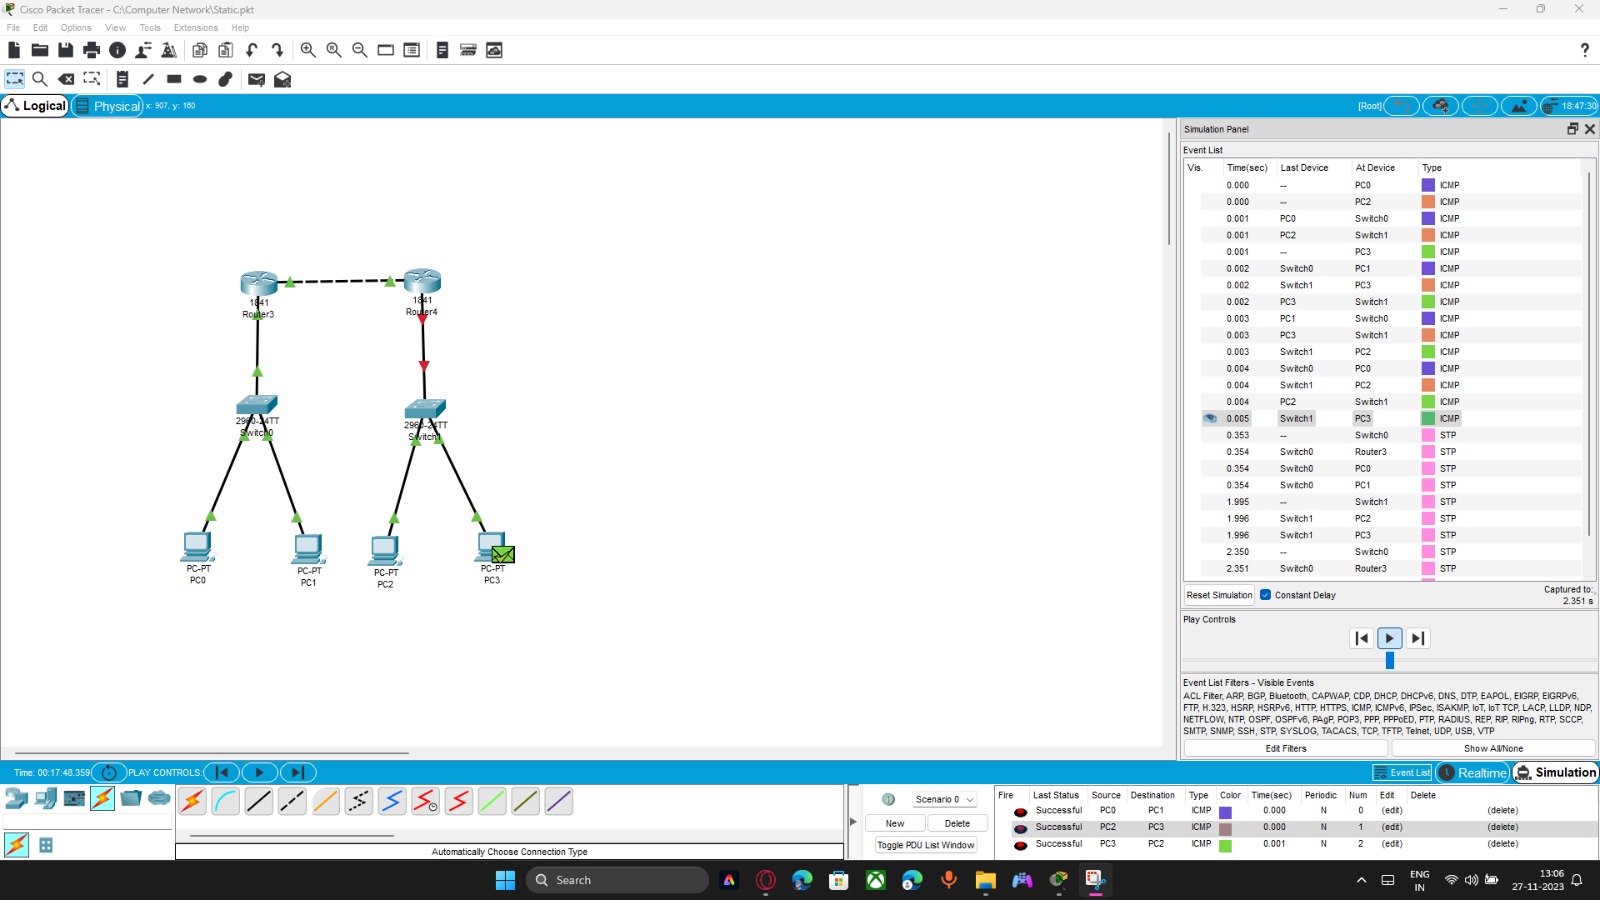 Cisco Packet Tracer - C:\Computer Network\Static.pkt
File Edit Options View Tools Extensions Help
?
Logical Physical x: 907, y: 160 [Root] 18:47:30
Simulation Panel
Event List
Vis. Time(sec) Last Device At Device Type
0.000 -- PC0 ICMP
0.000 -- PC2 ICMP
0.001 PC0 Switch0 ICMP
0.001 PC2 Switch1 ICMP
0.001 -- PC3 ICMP
0.002 Switch0 PC1 ICMP
0.002 Switch1 PC3 ICMP
0.002 PC3 Switch1 ICMP
0.003 PC1 Switch0 ICMP
0.003 PC3 Switch1 ICMP
0.003 Switch1 PC2 ICMP
0.004 Switch0 PC0 ICMP
0.004 Switch1 PC2 ICMP
0.004 PC2 Switch1 ICMP
0.005 Switch1 PC3 ICMP
0.353 -- Switch0 STP
0.354 Switch0 Router3 STP
0.354 Switch0 PC0 STP
0.354 Switch0 PC1 STP
1.995 -- Switch1 STP
1.996 Switch1 PC2 STP
1.996 Switch1 PC3 STP
2.350 -- Switch0 STP
2.351 Switch0 Router3 STP
Reset Simulation Constant Delay Captured to:
2.351 s
Play Controls
Event List Filters - Visible Events
ACL Filter, ARP, BGP, Bluetooth, CAPWAP, CDP, DHCP, DHCPv6, DNS, DTP, EAPOL, EIGRP, EIGRPv6,
FTP, H.323, HSRP, HSRPv6, HTTP, HTTPS, ICMP, ICMPv6, IPSec, ISAKMP, IoT, IoT TCP, LACP, LLDP, NDP,
NETFLOW, NTP, OSPF, OSPFv6, PAgP, POP3, PPP, PPPoED, PTP, RADIUS, REP, RIP, RIPng, RTP, SCCP,
SMTP, SNMP, SSH, STP, SYSLOG, TACACS, TCP, TFTP, Telnet, UDP, USB, VTP
Edit Filters Show All/None
1841
Router3
1841
Router4
2960-24TT
Switch0
2960-24TT
Switch1
PC-PT
PC0
PC-PT
PC1
PC-PT
PC2
PC-PT
PC3
Time: 00:17:48.359 PLAY CONTROLS: Event List Realtime Simulation
Automatically Choose Connection Type
Scenario 0
New Delete
Toggle PDU List Window
Fire Last Status Source Destination Type Color Time(sec) Periodic Num Edit Delete
Successful PC0 PC1 ICMP 0.000 N 0 (edit) (delete)
Successful PC2 PC3 ICMP 0.000 N 1 (edit) (delete)
Successful PC3 PC2 ICMP 0.001 N 2 (edit) (delete)
Search
ENG
IN
13:06
27-11-2023